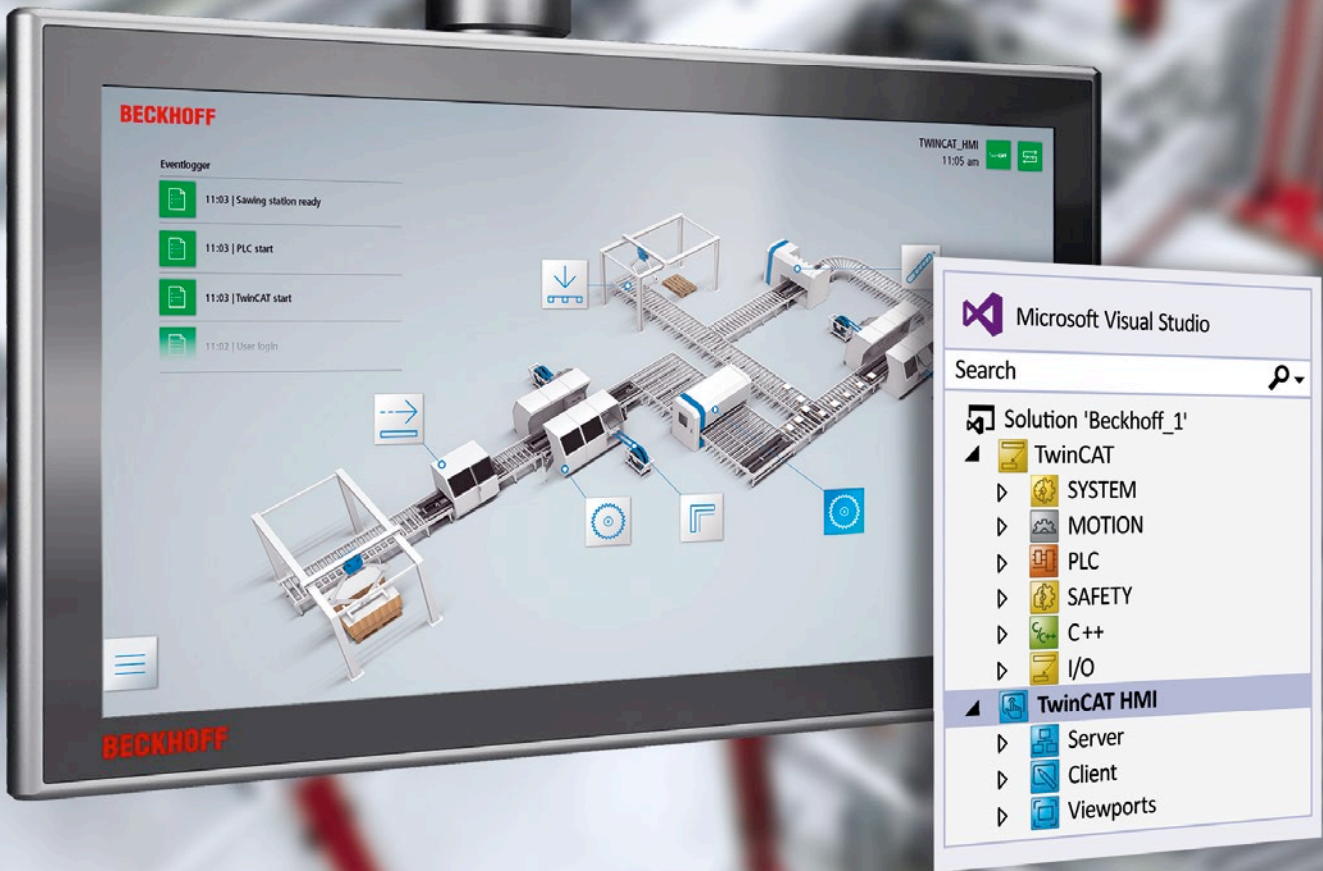 BECKHOFF
Eventlogger
11:03 | Sawing station ready
11:03 | PLC start
11:03 | TwinCAT start
11:02 | User login
TWINCAT_HMI
11:05 am
BECKHOFF
Microsoft Visual Studio
Search
Solution 'Beckhoff_1'
TwinCAT
SYSTEM
MOTION
PLC
SAFETY
C/C++
C++
I/O
TwinCAT HMI
Server
Client
Viewports